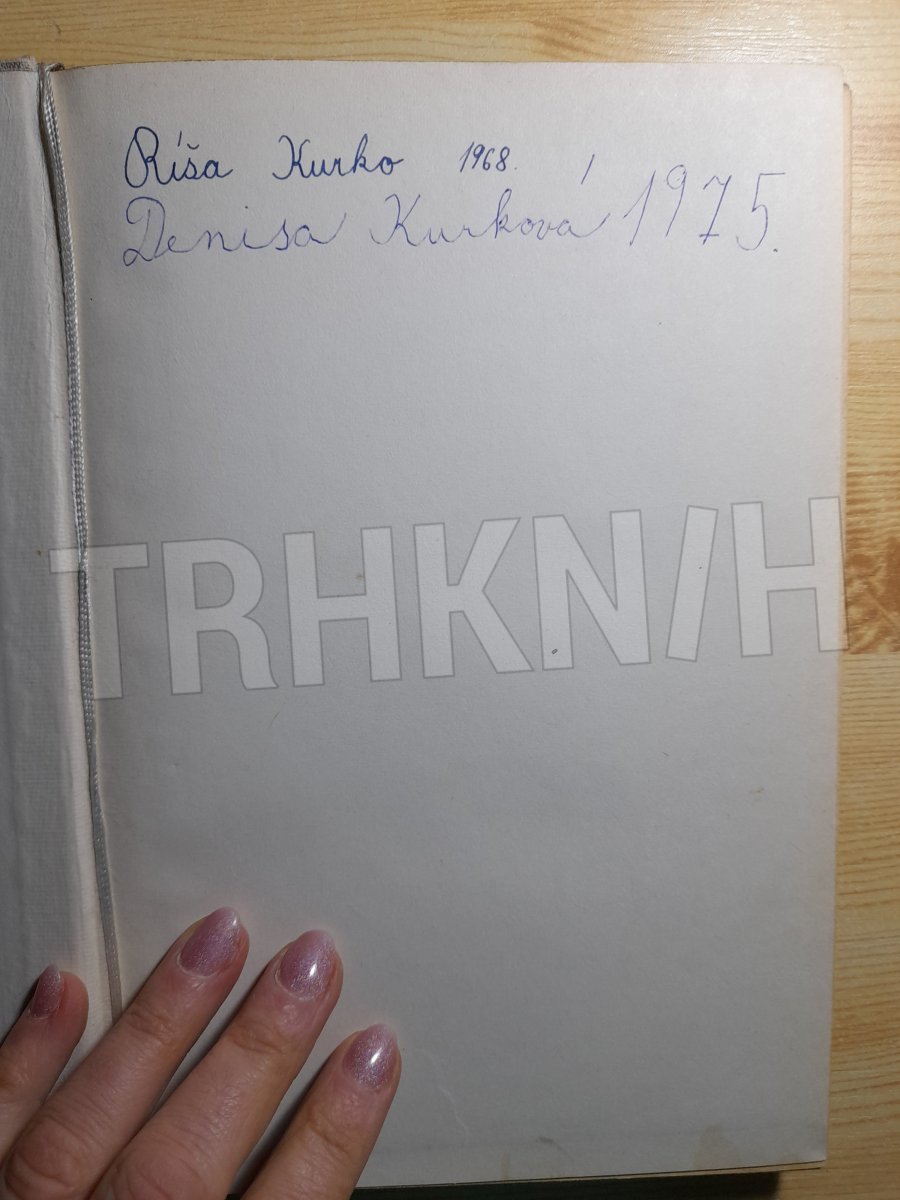 Ríša Kurko 1968.
Denisa Kurková 1975.
TRHKNIH